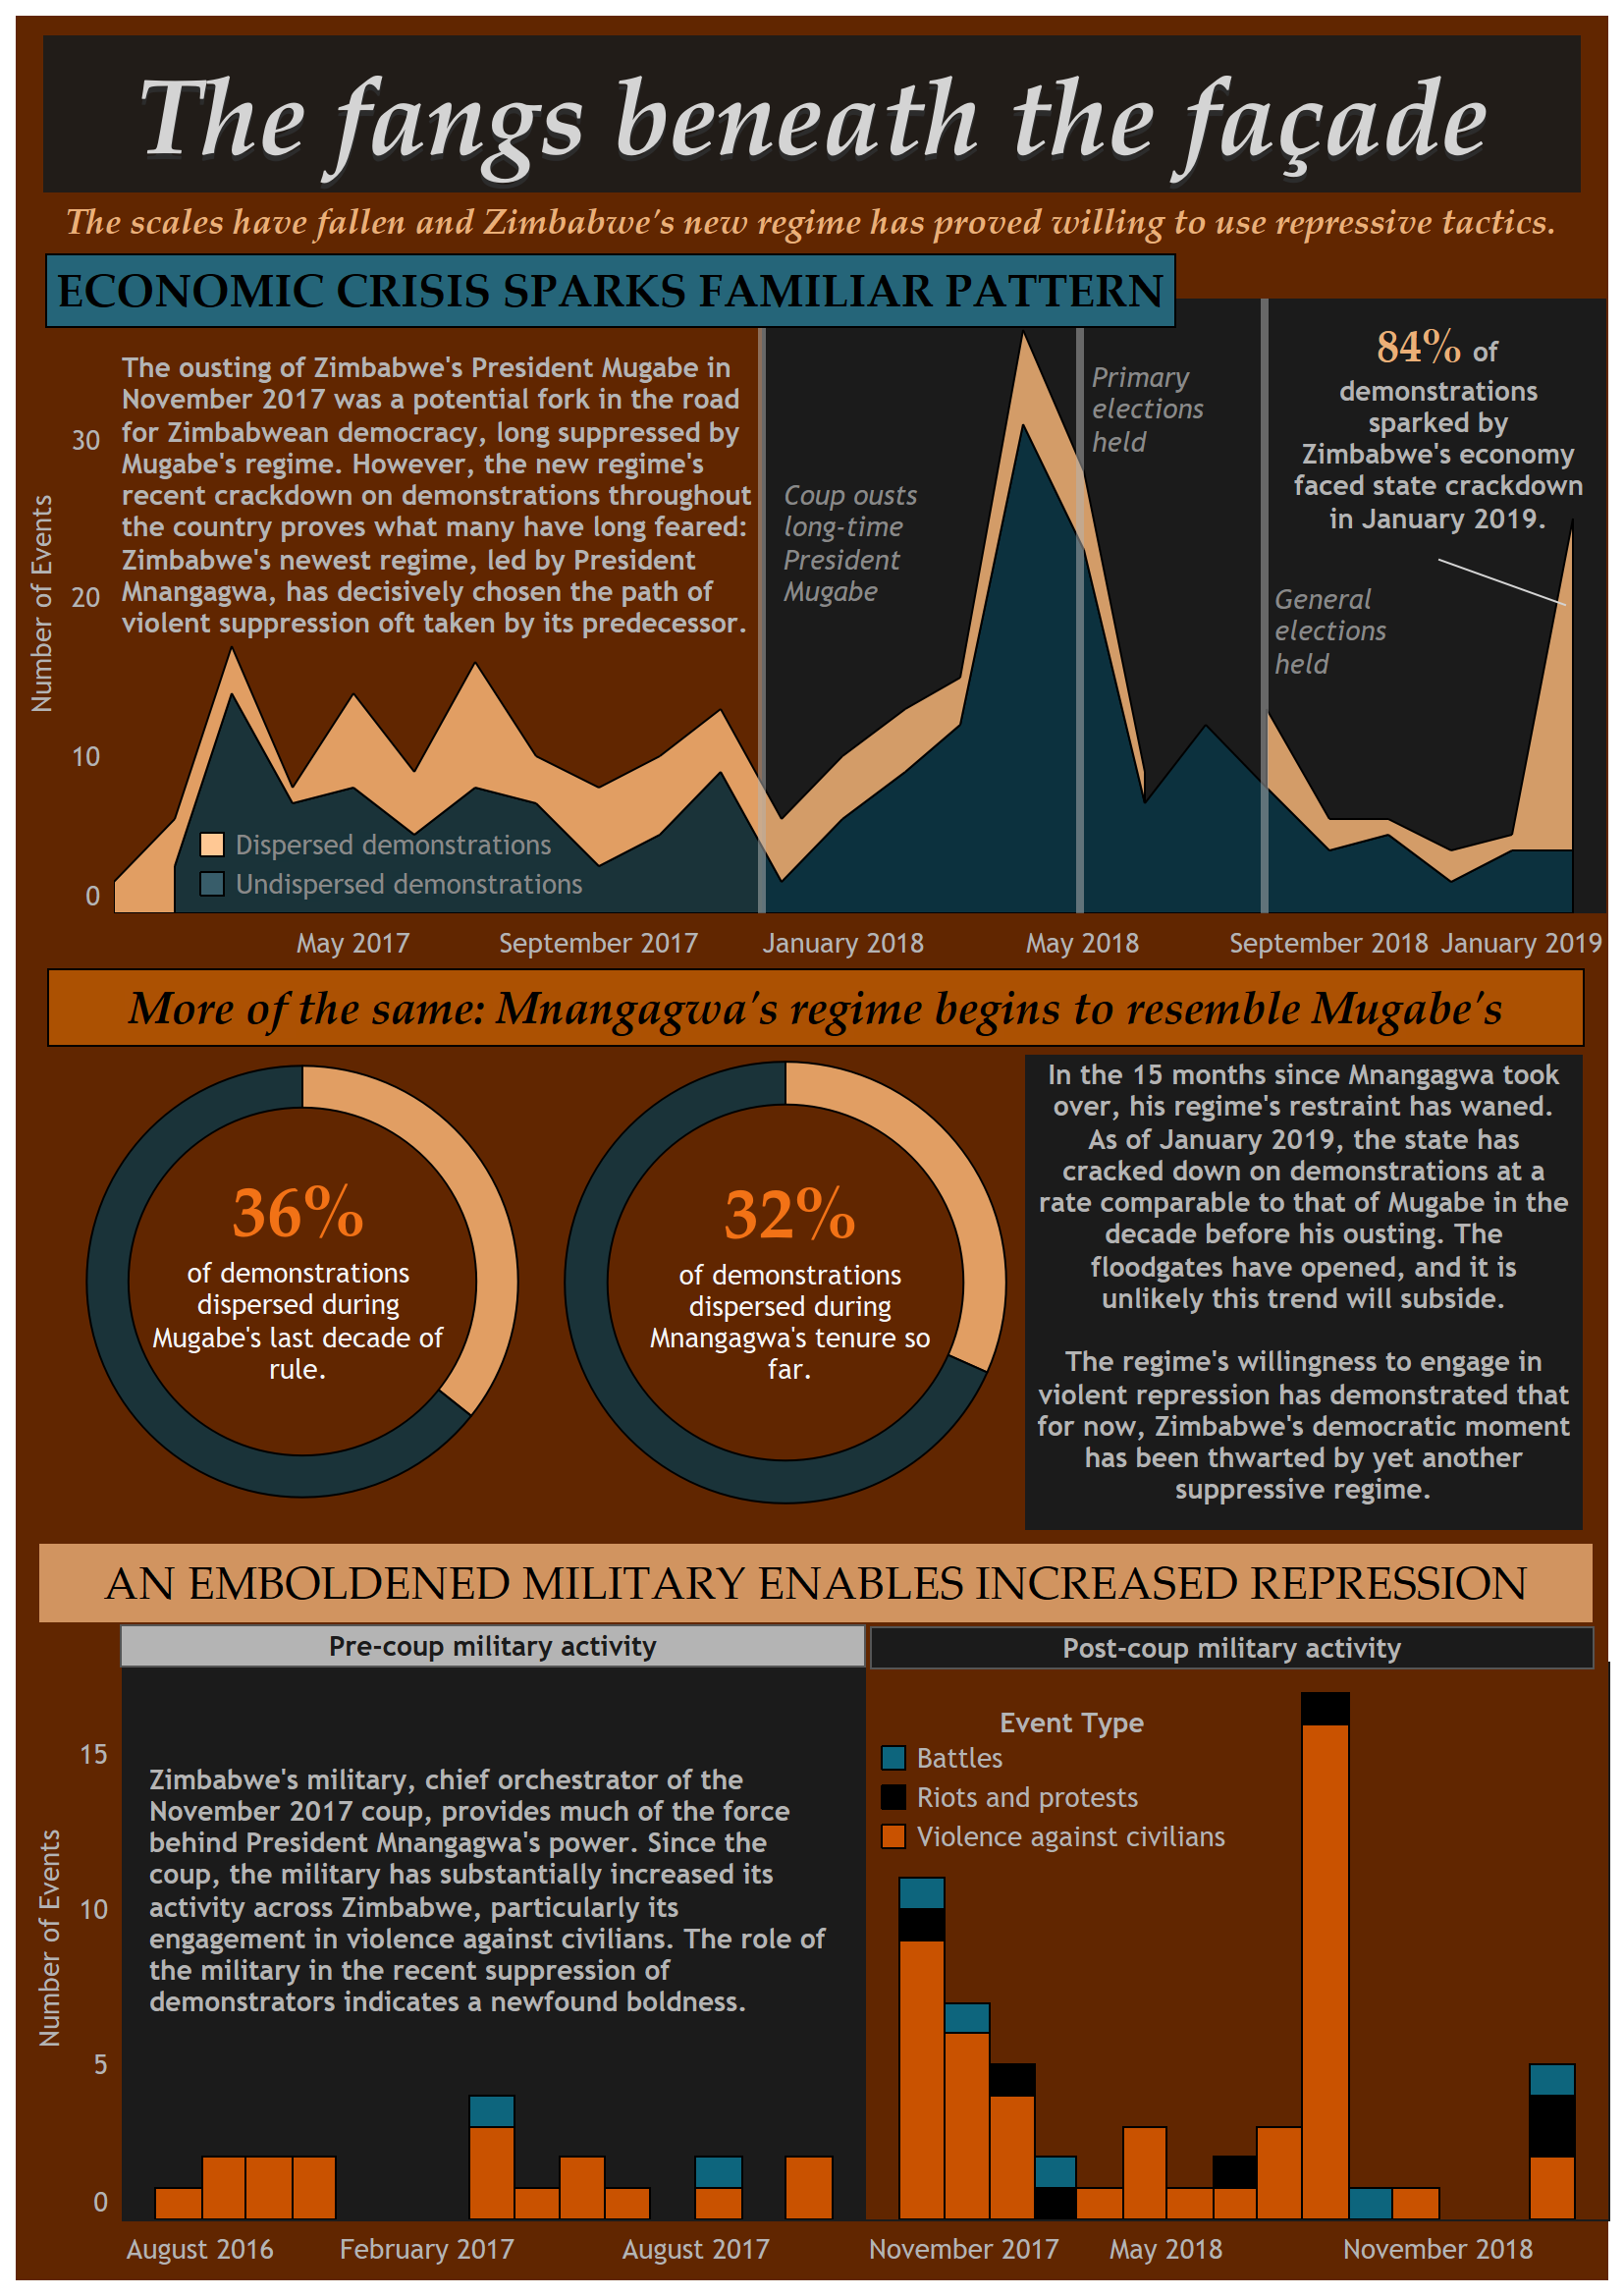 The fangs beneath the façade
The scales have fallen and Zimbabwe's new regime has proved willing to use repressive tactics.
ECONOMIC CRISIS SPARKS FAMILIAR PATTERN
The ousting of Zimbabwe's President Mugabe in
November 2017 was a potential fork in the road
for Zimbabwean democracy, long suppressed by
Mugabe's regime. However, the new regime's
recent crackdown on demonstrations throughout
the country proves what many have long feared:
Zimbabwe's newest regime, led by President
Mnangagwa, has decisively chosen the path of
violent suppression oft taken by its predecessor.
Coup ousts
long-time
President
Mugabe
Primary
elections
held
General
elections
held
84% of
demonstrations
sparked by
Zimbabwe's economy
faced state crackdown
in January 2019.
Number of Events
30
20
10
0
Dispersed demonstrations
Undispersed demonstrations
May 2017
September 2017
January 2018
May 2018
September 2018
January 2019
More of the same: Mnangagwa's regime begins to resemble Mugabe's
36%
of demonstrations
dispersed during
Mugabe's last decade of
rule.
32%
of demonstrations
dispersed during
Mnangagwa's tenure so
far.
In the 15 months since Mnangagwa took
over, his regime's restraint has waned.
As of January 2019, the state has
cracked down on demonstrations at a
rate comparable to that of Mugabe in the
decade before his ousting. The
floodgates have opened, and it is
unlikely this trend will subside.
The regime's willingness to engage in
violent repression has demonstrated that
for now, Zimbabwe's democratic moment
has been thwarted by yet another
suppressive regime.
AN EMBOLDENED MILITARY ENABLES INCREASED REPRESSION
Pre-coup military activity
Post-coup military activity
Zimbabwe's military, chief orchestrator of the
November 2017 coup, provides much of the force
behind President Mnangagwa's power. Since the
coup, the military has substantially increased its
activity across Zimbabwe, particularly its
engagement in violence against civilians. The role of
the military in the recent suppression of
demonstrators indicates a newfound boldness.
Event Type
Battles
Riots and protests
Violence against civilians
Number of Events
15
10
5
0
August 2016
February 2017
August 2017
November 2017
May 2018
November 2018